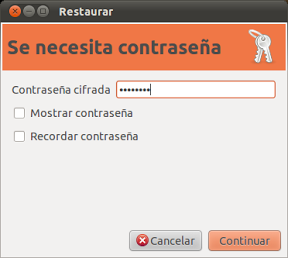 Restaurar
Se necesita contraseña
Contraseña cifrada ••••••••
Mostrar contraseña
Recordar contraseña
Cancelar Continuar